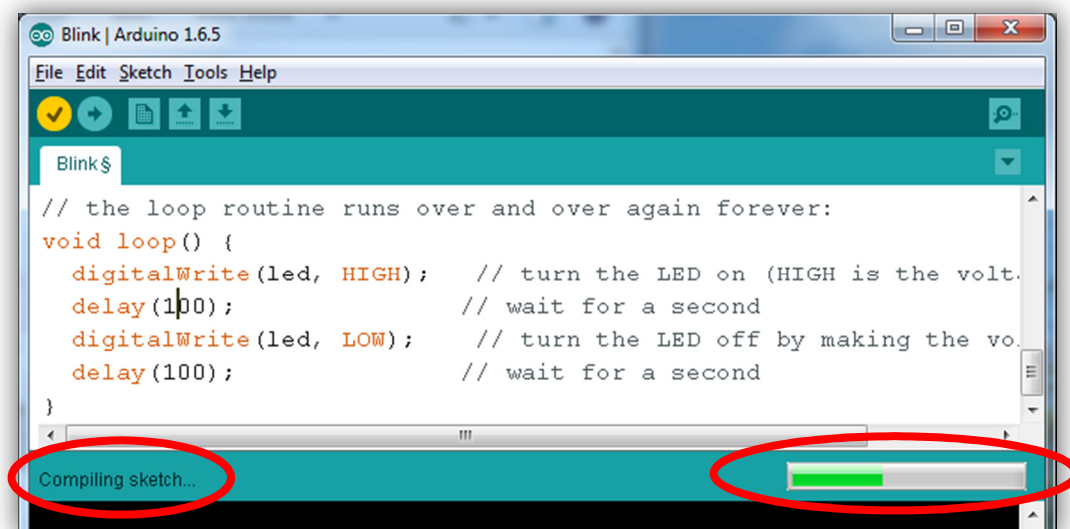 Blink | Arduino 1.6.5
File Edit Sketch Tools Help
Blink §
// the loop routine runs over and over again forever:
void loop() {
digitalWrite(led, HIGH); // turn the LED on (HIGH is the volt
delay(100); // wait for a second
digitalWrite(led, LOW); // turn the LED off by making the vo
delay(100); // wait for a second
}
Compiling sketch...